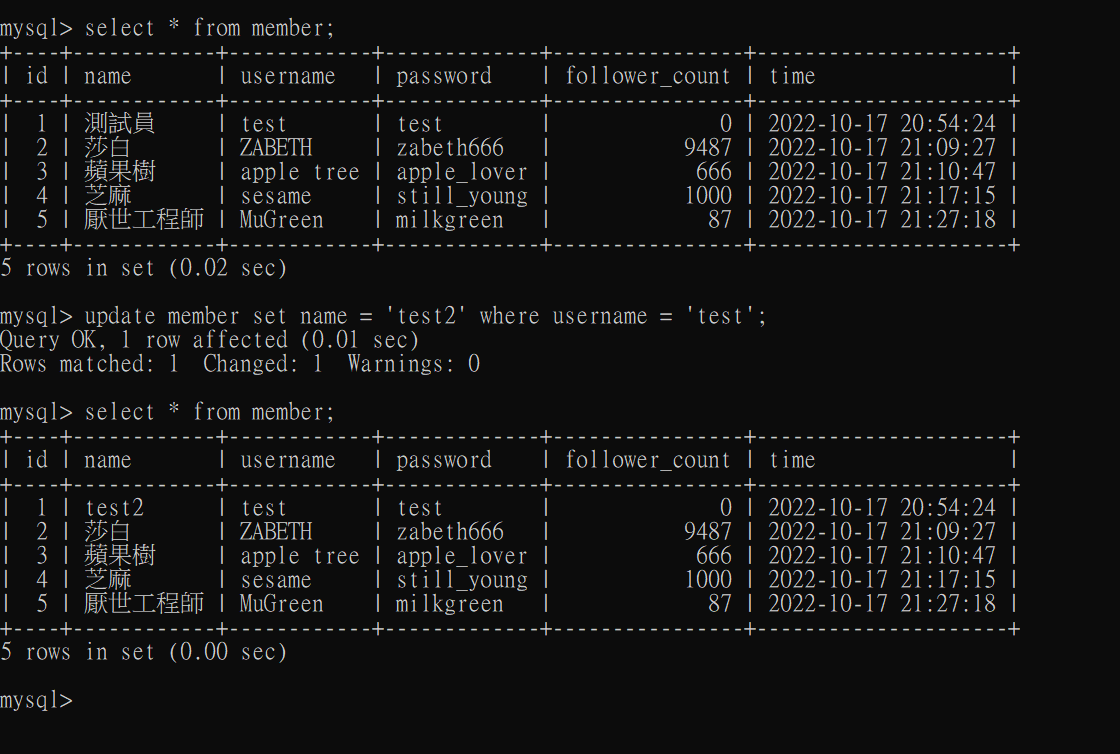 mysql> select * from member;
+----+------------+------------+-------------+----------------+---------------------+
| id | name | username | password | follower_count | time |
+----+------------+------------+-------------+----------------+---------------------+
| 1 | 測試員 | test | test | 0 | 2022-10-17 20:54:24 |
| 2 | 莎白 | ZABETH | zabeth666 | 9487 | 2022-10-17 21:09:27 |
| 3 | 蘋果樹 | apple tree | apple_lover | 666 | 2022-10-17 21:10:47 |
| 4 | 芝麻 | sesame | still_young | 1000 | 2022-10-17 21:17:15 |
| 5 | 厭世工程師 | MuGreen | milkgreen | 87 | 2022-10-17 21:27:18 |
+----+------------+------------+-------------+----------------+---------------------+
5 rows in set (0.02 sec)
mysql> update member set name = 'test2' where username = 'test';
Query OK, 1 row affected (0.01 sec)
Rows matched: 1  Changed: 1  Warnings: 0
mysql> select * from member;
+----+------------+------------+-------------+----------------+---------------------+
| id | name | username | password | follower_count | time |
+----+------------+------------+-------------+----------------+---------------------+
| 1 | test2 | test | test | 0 | 2022-10-17 20:54:24 |
| 2 | 莎白 | ZABETH | zabeth666 | 9487 | 2022-10-17 21:09:27 |
| 3 | 蘋果樹 | apple tree | apple_lover | 666 | 2022-10-17 21:10:47 |
| 4 | 芝麻 | sesame | still_young | 1000 | 2022-10-17 21:17:15 |
| 5 | 厭世工程師 | MuGreen | milkgreen | 87 | 2022-10-17 21:27:18 |
+----+------------+------------+-------------+----------------+---------------------+
5 rows in set (0.00 sec)
mysql>